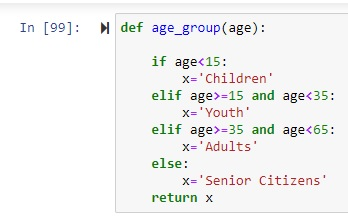 In [99]: def age_group(age):
if age<15:
x='Children'
elif age>=15 and age<35:
x='Youth'
elif age>=35 and age<65:
x='Adults'
else:
x='Senior Citizens'
return x